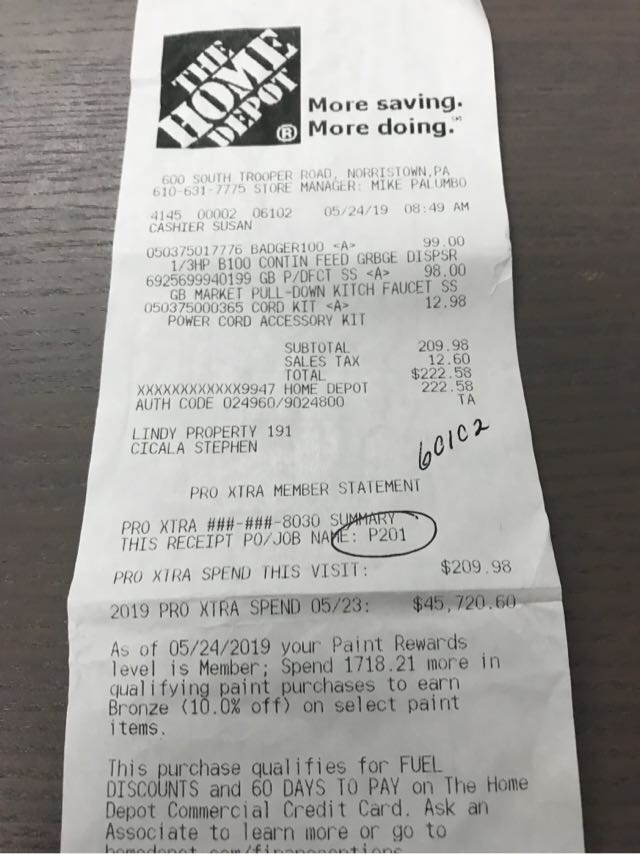 THE
HOME
DEPOT
®
More saving.
More doing.℠
600 SOUTH TROOPER ROAD, NORRISTOWN,PA
610-631-7775 STORE MANAGER: MIKE PALUMBO
4145 00002 06102 05/24/19 08:49 AM
CASHIER SUSAN
050375017776 BADGER100 <A> 99.00
1/3HP B100 CONTIN FEED GRBGE DISPSR
6925699940199 GB P/DFCT SS <A> 98.00
GB MARKET PULL-DOWN KITCH FAUCET SS
050375000365 CORD KIT <A> 12.98
POWER CORD ACCESSORY KIT
SUBTOTAL 209.98
SALES TAX 12.60
TOTAL $222.58
XXXXXXXXXXXX9947 HOME DEPOT 222.58
AUTH CODE 024960/9024800 TA
LINDY PROPERTY 191
CICALA STEPHEN
60102
PRO XTRA MEMBER STATEMENT
PRO XTRA ###-###-8030 SUMMARY
THIS RECEIPT PO/JOB NAME: P201
PRO XTRA SPEND THIS VISIT: $209.98
2019 PRO XTRA SPEND 05/23: $45,720.60
As of 05/24/2019 your Paint Rewards
level is Member; Spend 1718.21 more in
qualifying paint purchases to earn
Bronze (10.0% off) on select paint
items.
This purchase qualifies for FUEL
DISCOUNTS and 60 DAYS TO PAY on The Home
Depot Commercial Credit Card. Ask an
Associate to learn more or go to